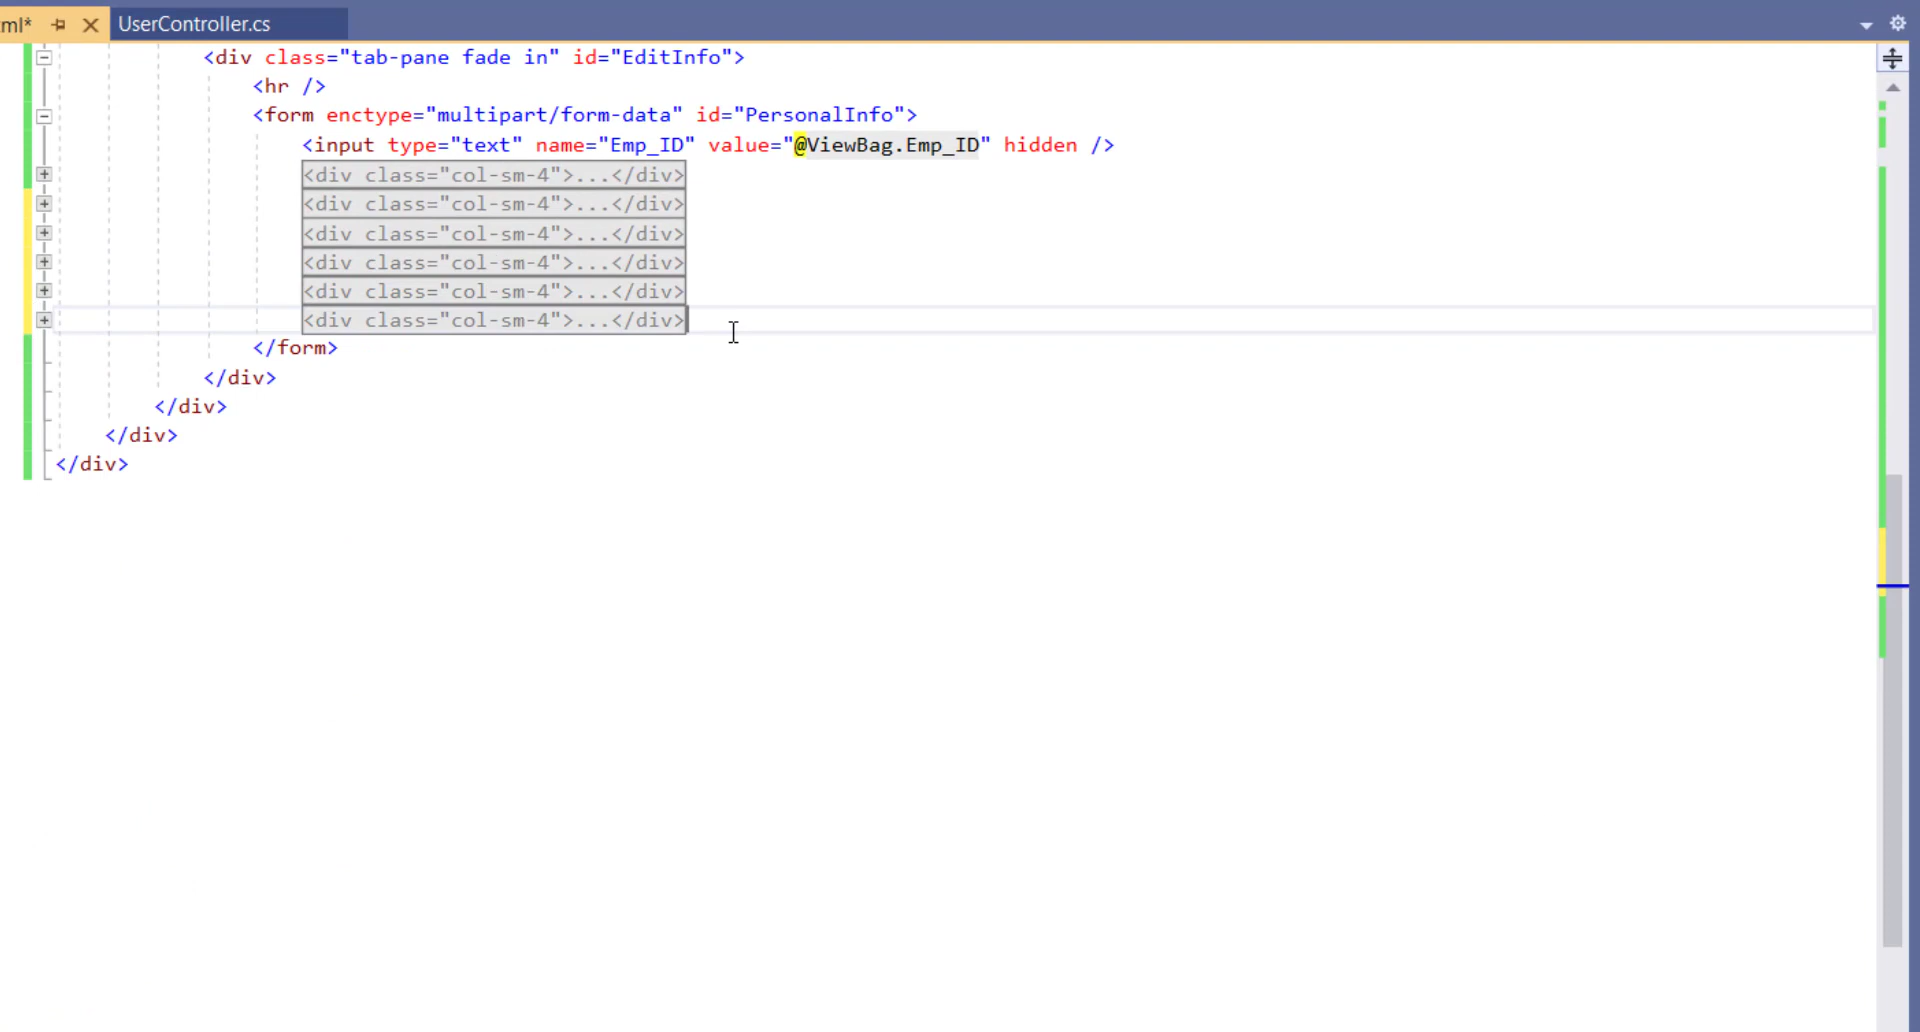 ml* UserController.cs
<div class="tab-pane fade in" id="EditInfo">
<hr />
<form enctype="multipart/form-data" id="PersonalInfo">
<input type="text" name="Emp_ID" value="@ViewBag.Emp_ID" hidden />
<div class="col-sm-4">...</div>
<div class="col-sm-4">...</div>
<div class="col-sm-4">...</div>
<div class="col-sm-4">...</div>
<div class="col-sm-4">...</div>
<div class="col-sm-4">...</div>
</form>
</div>
</div>
</div>
</div>